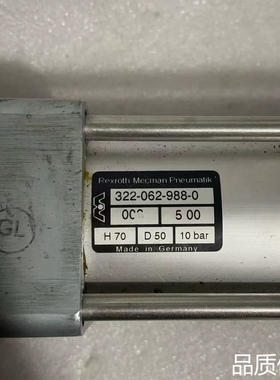 GL
Rexroth Mecman Pneumatik
322-062-988-0
00 5 00
H 70 D 50 10 bar
Made in Germany
品质